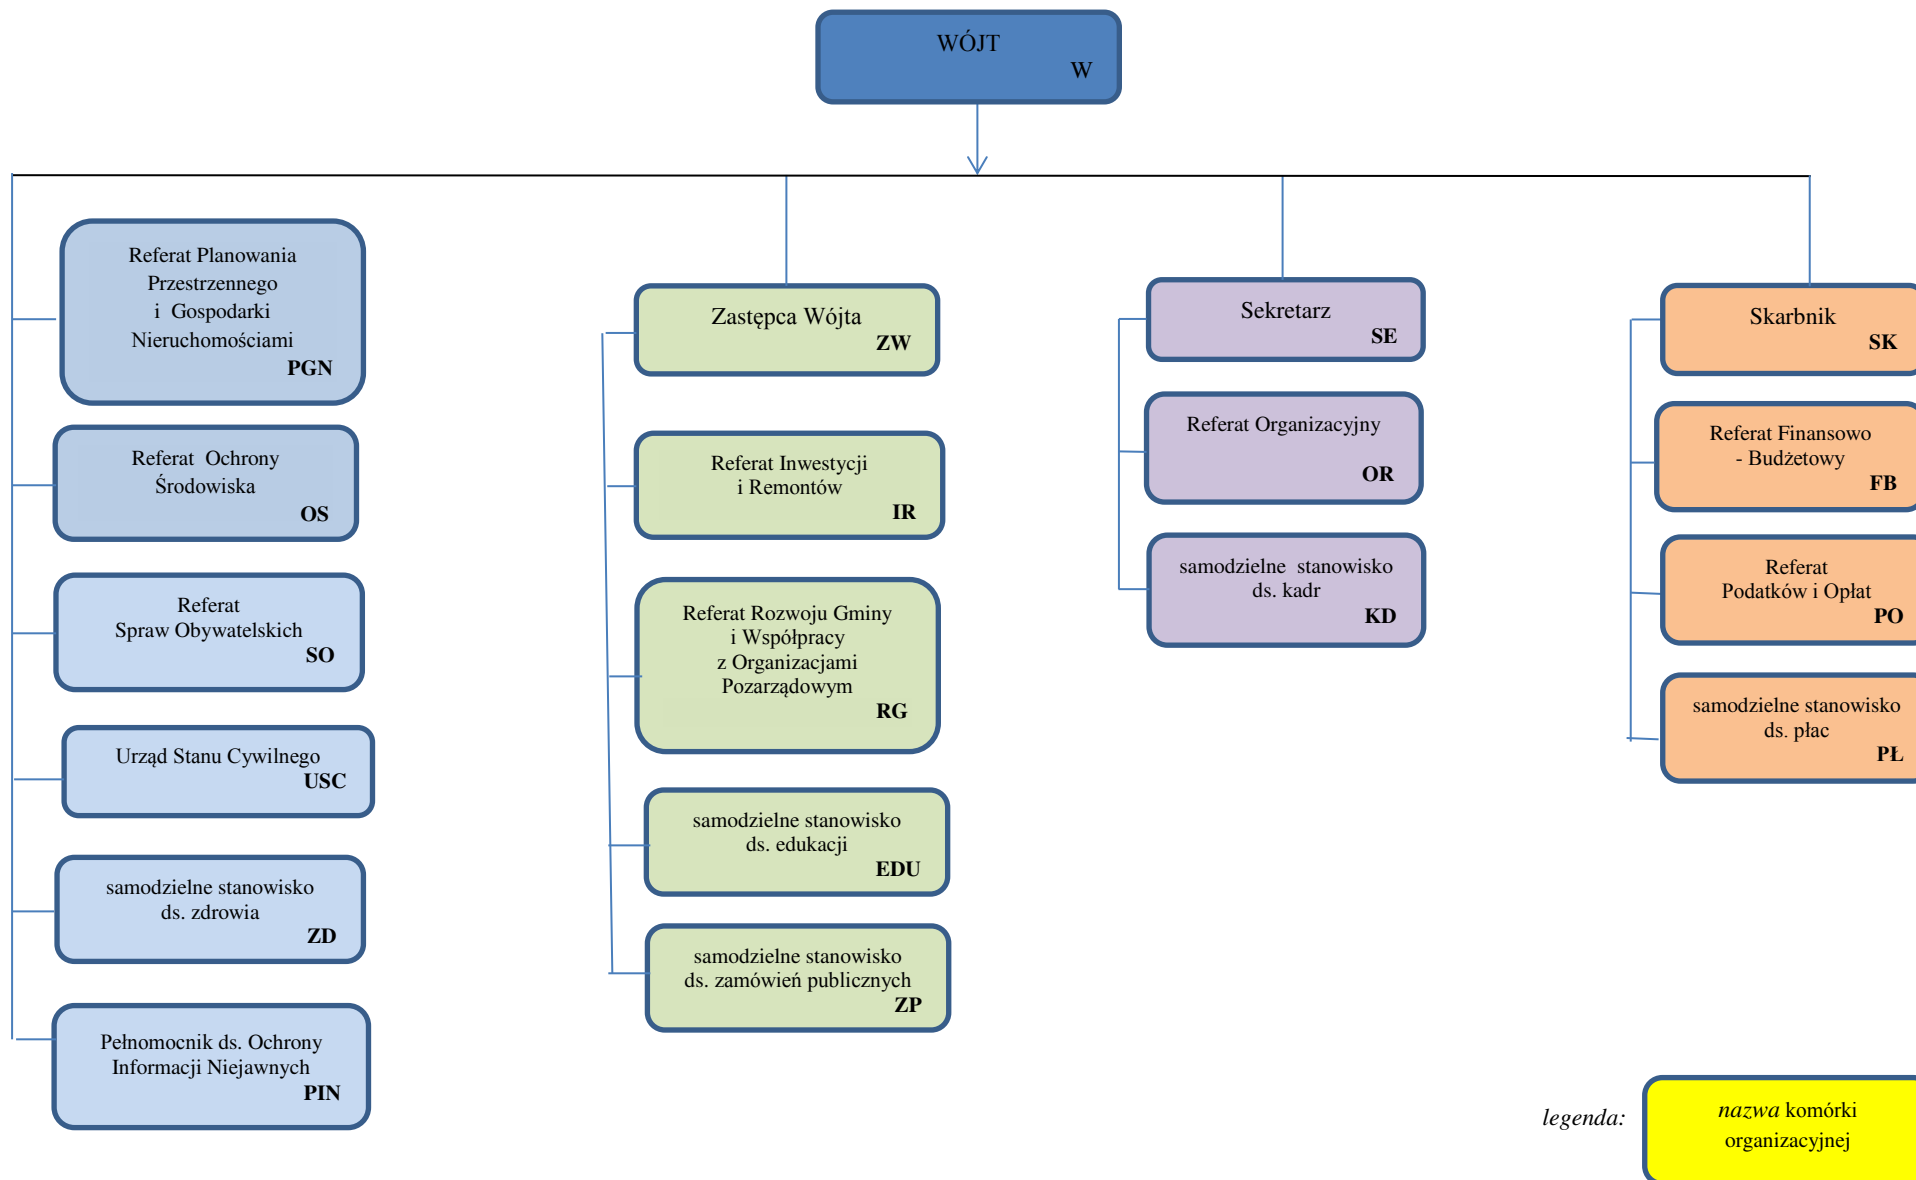 WÓJT
W
Referat Planowania
Przestrzennego
i Gospodarki
Nieruchomościami
PGN
Referat Ochrony
Środowiska
OS
Referat
Spraw Obywatelskich
SO
Urząd Stanu Cywilnego
USC
samodzielne stanowisko
ds. zdrowia
ZD
Pełnomocnik ds. Ochrony
Informacji Niejawnych
PIN
Zastępca Wójta
ZW
Referat Inwestycji
i Remontów
IR
Referat Rozwoju Gminy
i Współpracy
z Organizacjami
Pozarządowym
RG
samodzielne stanowisko
ds. edukacji
EDU
samodzielne stanowisko
ds. zamówień publicznych
ZP
Sekretarz
SE
Referat Organizacyjny
OR
samodzielne stanowisko
ds. kadr
KD
Skarbnik
SK
Referat Finansowo
- Budżetowy
FB
Referat
Podatków i Opłat
PO
samodzielne stanowisko
ds. płac
PŁ
legenda:
nazwa komórki
organizacyjnej